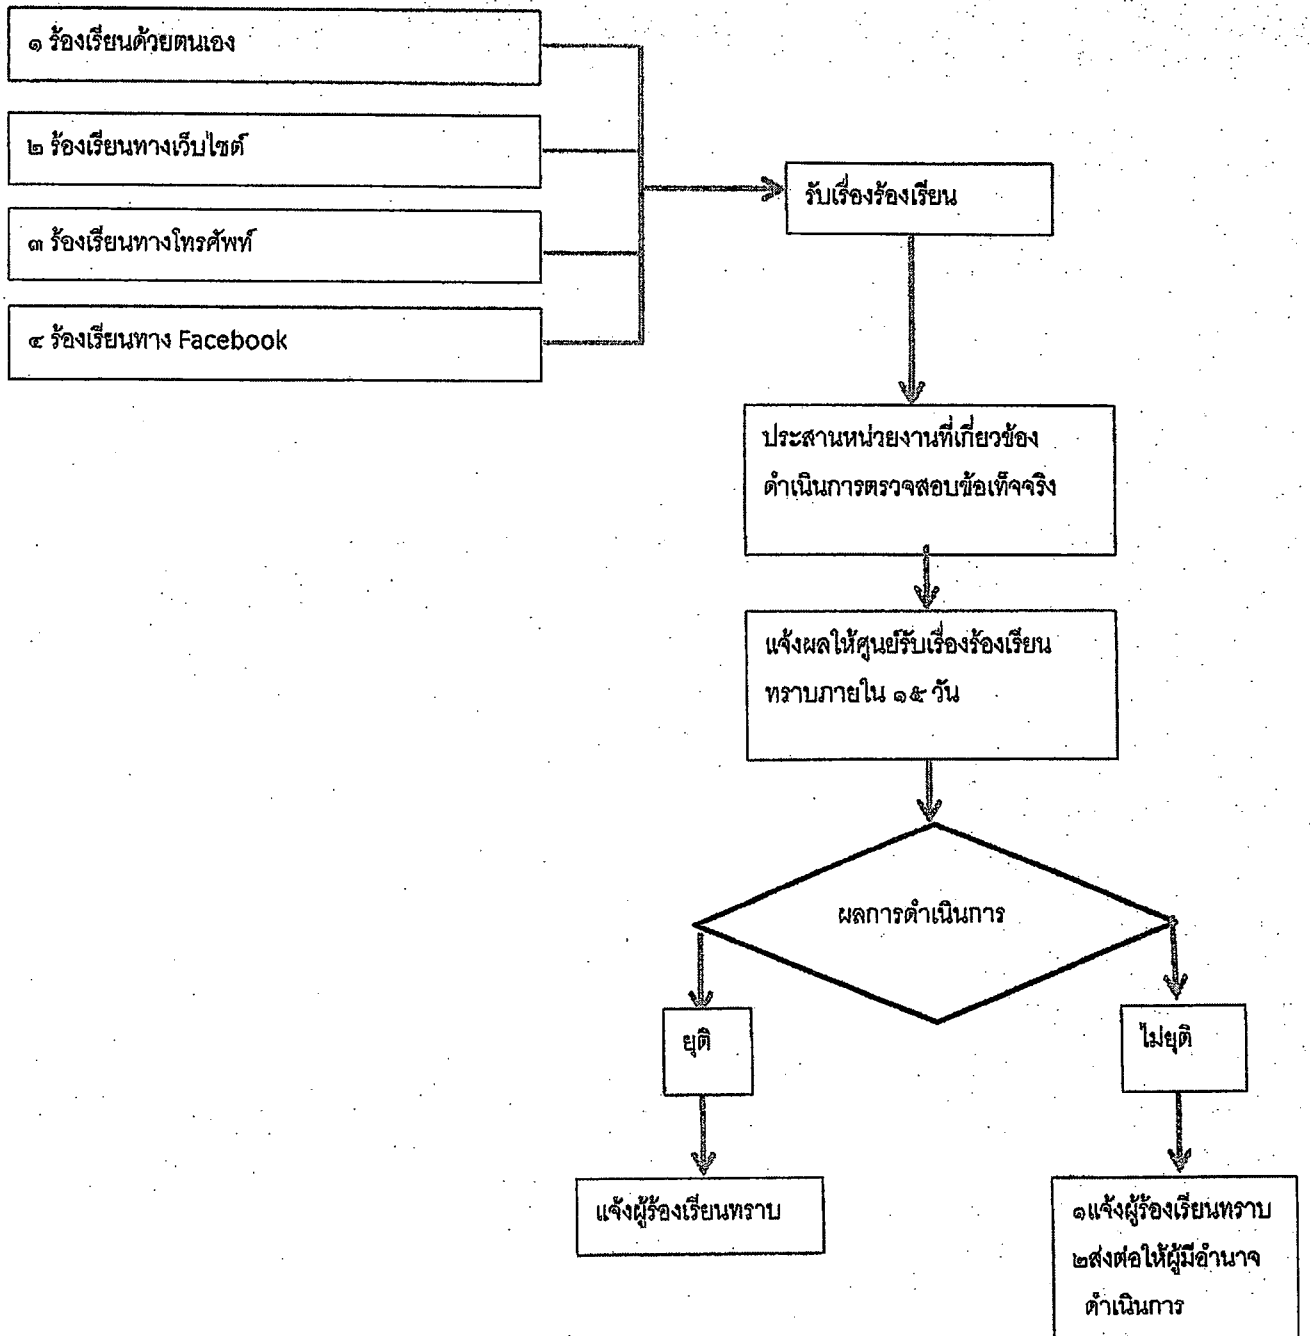 ๑ ร้องเรียนด้วยตนเอง
๒ ร้องเรียนทางเว็บไซต์
๓ ร้องเรียนทางโทรศัพท์
๔ ร้องเรียนทาง Facebook
รับเรื่องร้องเรียน
ประสานหน่วยงานที่เกี่ยวข้อง
ดำเนินการตรวจสอบข้อเท็จจริง
แจ้งผลให้ศูนย์รับเรื่องร้องเรียน
ทราบภายใน ๑๕ วัน
ผลการดำเนินการ
ยุติ
ไม่ยุติ
แจ้งผู้ร้องเรียนทราบ
๑แจ้งผู้ร้องเรียนทราบ
๒ส่งต่อให้ผู้มีอำนาจ
ดำเนินการ